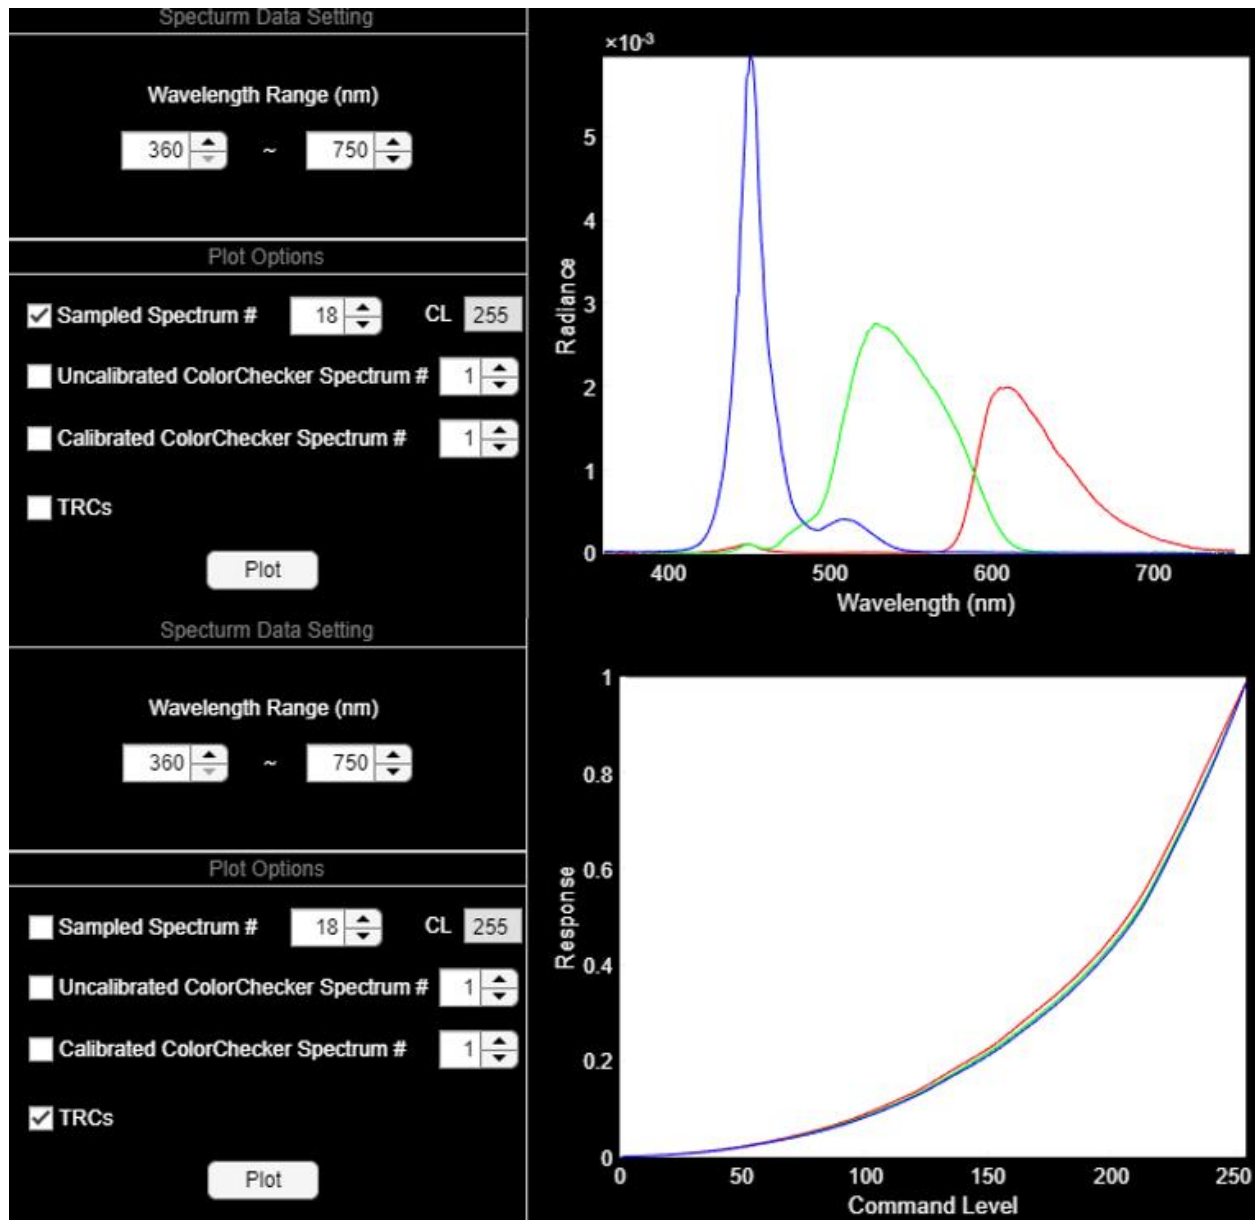 Specturm Data Setting
Wavelength Range (nm)
360 ~ 750
Plot Options
Sampled Spectrum # 18 CL 255
Uncalibrated ColorChecker Spectrum # 1
Calibrated ColorChecker Spectrum # 1
TRCs
Plot
×10-3
5
4
3
2
1
0
Radiance
400 500 600 700
Wavelength (nm)
Specturm Data Setting
Wavelength Range (nm)
360 ~ 750
Plot Options
Sampled Spectrum # 18 CL 255
Uncalibrated ColorChecker Spectrum # 1
Calibrated ColorChecker Spectrum # 1
TRCs
Plot
1
0.8
0.6
0.4
0.2
0
Response
0 50 100 150 200 250
Command Level